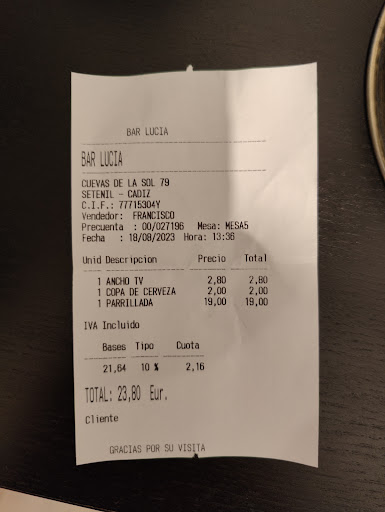 BAR LUCIA
BAR LUCIA
CUEVAS DE LA SOL 79
SETENIL - CADIZ
C.I.F.: 77715304Y
Vendedor: FRANCISCO
Precuenta : 00/027196 Mesa: MESA5
Fecha : 18/08/2023 Hora: 13:36
Unid Descripcion Precio Total
1 ANCHO TV 2,80 2,80
1 COPA DE CERVEZA 2,00 2,00
1 PARRILLADA 19,00 19,00
IVA Incluido
Bases Tipo Cuota
21,64 10 % 2,16
TOTAL: 23,80 Eur.
Cliente
GRACIAS POR SU VISITA